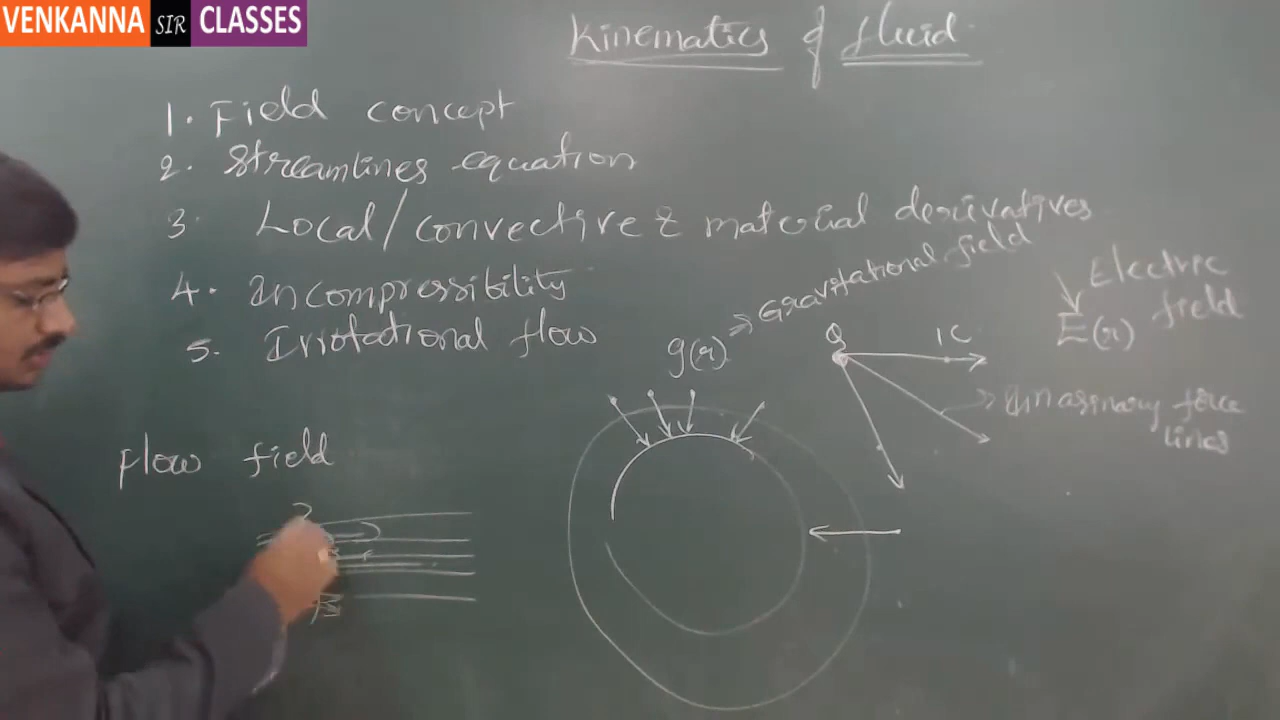 VENKANNA SIR CLASSES
Kinematics of fluid.
1. Field concept
2. Streamlines equation
3. Local/convective & material derivatives
4. Incompressibility
5. Irrotational flow
g(r) → Gravitational field
Electric
field
E(r)
Q
1C
Imaginary force
lines
Flow field